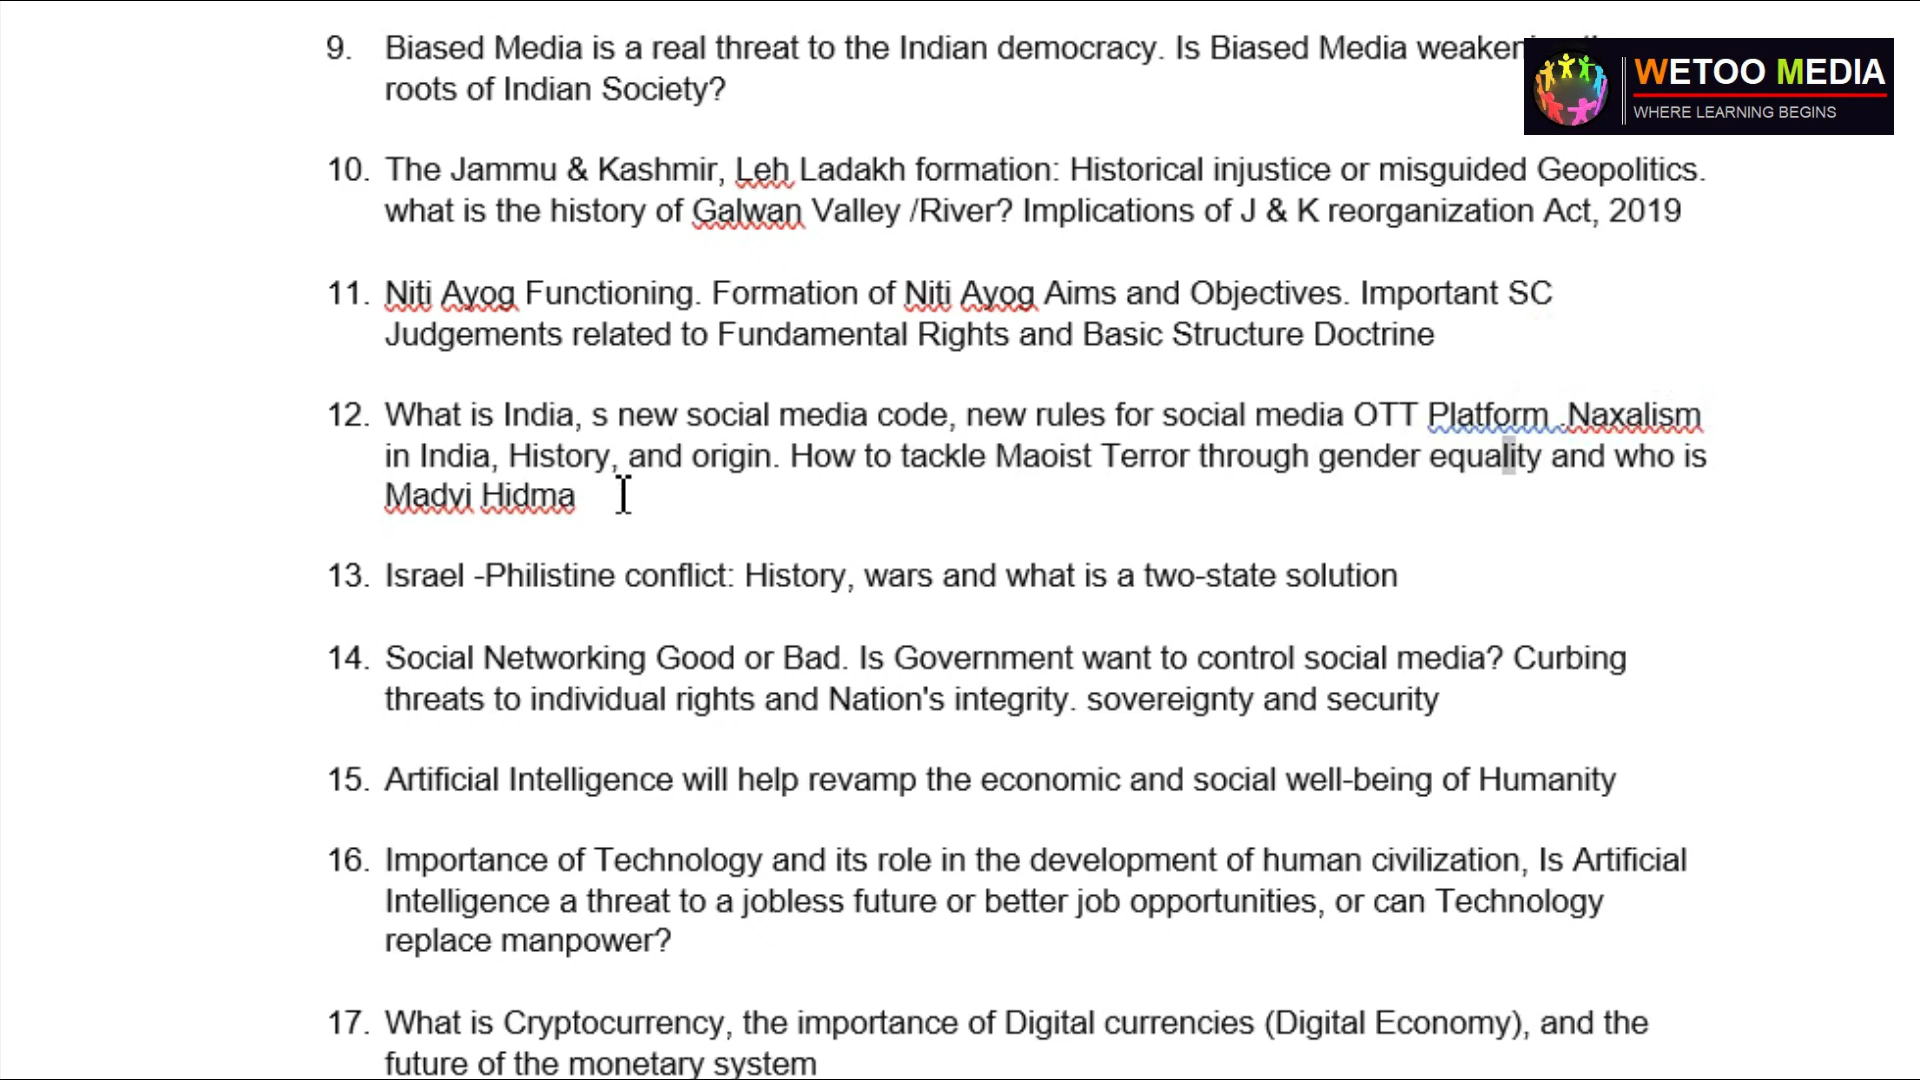 9. Biased Media is a real threat to the Indian democracy. Is Biased Media
roots of Indian Society?
WETOO MEDIA
WHERE LEARNING BEGINS
10. The Jammu & Kashmir, Leh Ladakh formation: Historical injustice or misguided Geopolitics.
what is the history of Galwan Valley /River? Implications of J & K reorganization Act, 2019
11. Niti Ayog Functioning. Formation of Niti Ayog Aims and Objectives. Important SC
Judgements related to Fundamental Rights and Basic Structure Doctrine
12. What is India, s new social media code, new rules for social media OTT Platform .Naxalism
in India, History, and origin. How to tackle Maoist Terror through gender equality and who is
Madvi Hidma
13. Israel -Philistine conflict: History, wars and what is a two-state solution
14. Social Networking Good or Bad. Is Government want to control social media? Curbing
threats to individual rights and Nation's integrity. sovereignty and security
15. Artificial Intelligence will help revamp the economic and social well-being of Humanity
16. Importance of Technology and its role in the development of human civilization, Is Artificial
Intelligence a threat to a jobless future or better job opportunities, or can Technology
replace manpower?
17. What is Cryptocurrency, the importance of Digital currencies (Digital Economy), and the
future of the monetary system